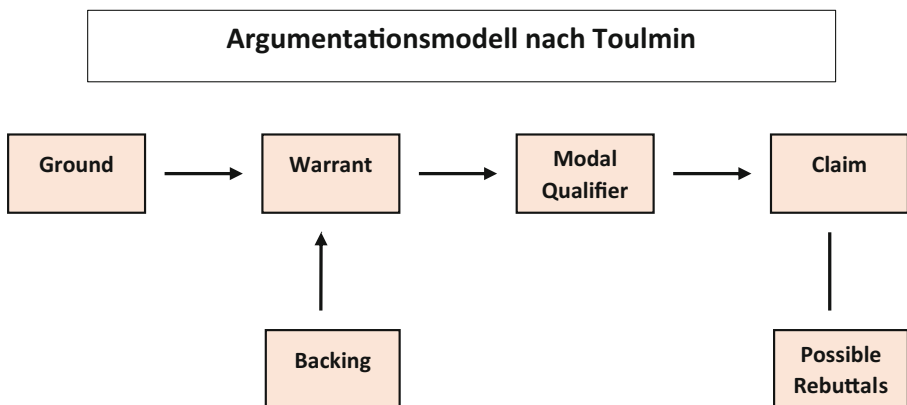 Argumentationsmodell nach Toulmin
Ground
Warrant
Modal
Qualifier
Claim
Backing
Possible
Rebuttals